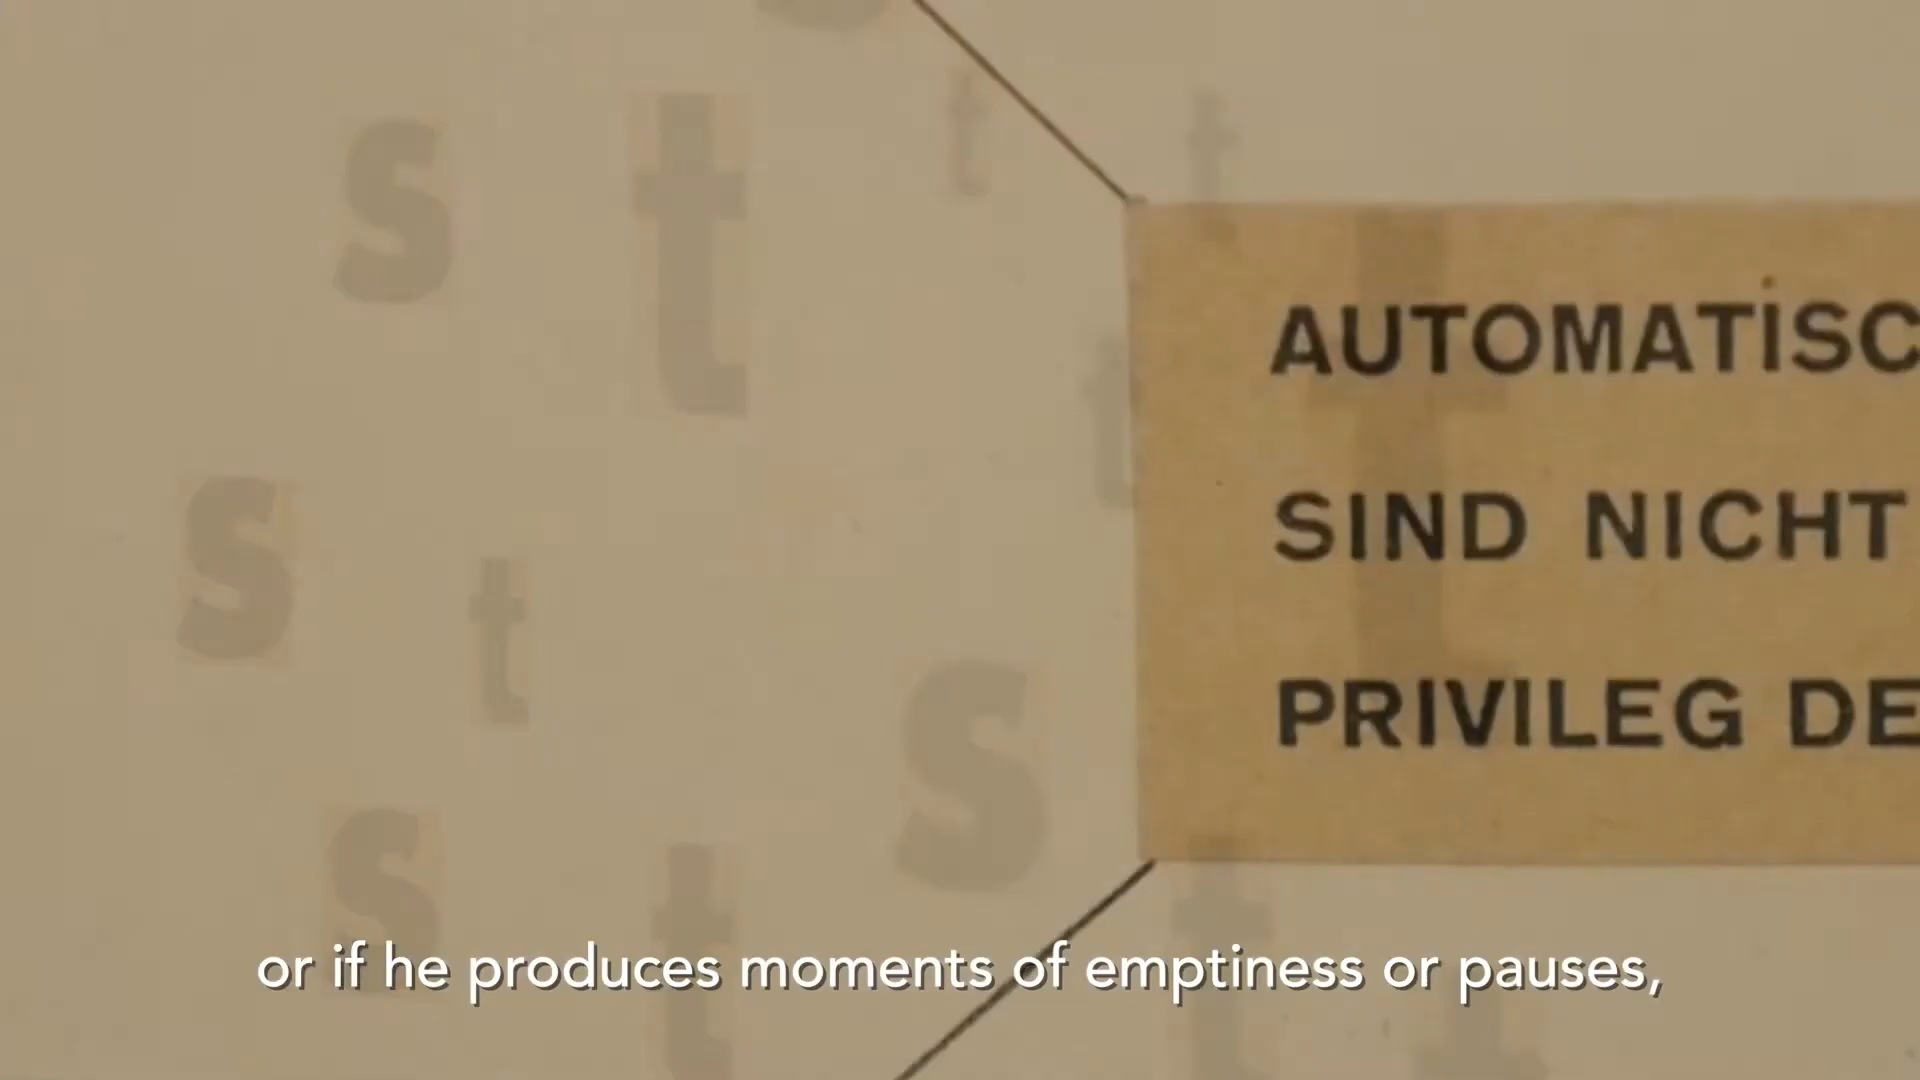 s t t t
t
AUTOMATiSC
SIND NICHT
s t
PRIVILEG DE
s
s t t
or if he produces moments of emptiness or pauses,